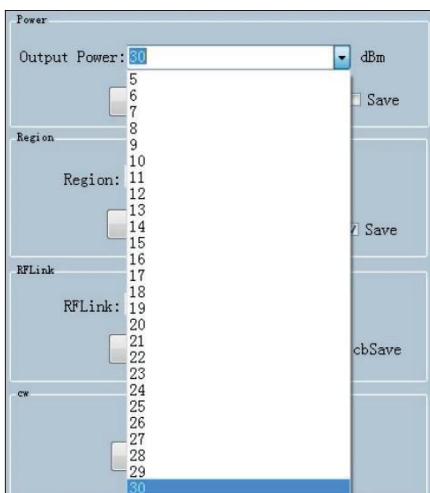 Power
Output Power: 30 dBm
5
6
Save
7
8
Region
9
10
Region: 11
12
13
14
Save
15
16
RFLink
17
18
RFLink: 19
20
21
cbSave
22
23
cw
24
25
26
27
28
29
30